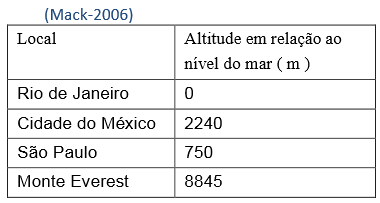 (Mack-2006)
Local Altitude em relação ao
nível do mar ( m )
Rio de Janeiro 0
Cidade do México 2240
São Paulo 750
Monte Everest 8845